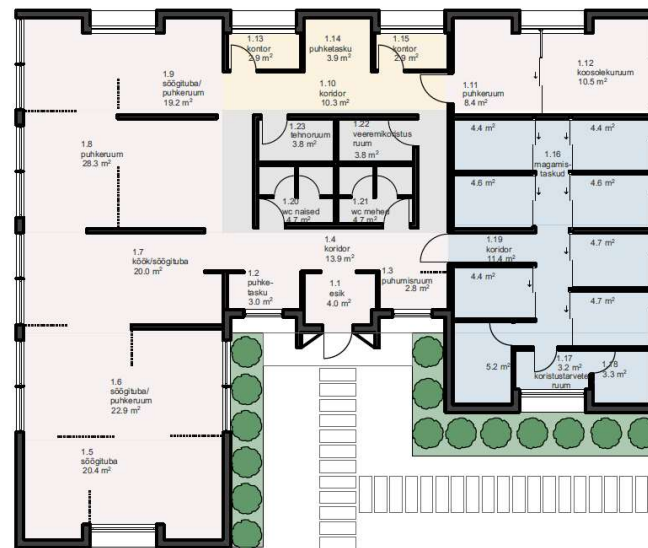 1.13
kontor
2.9 m²
1.14
puhketasku
3.9 m²
1.15
kontor
2.9 m²
1.9
söögituba/
puhkeruum
19.2 m²
1.10
koridor
10.3 m²
1.11
puhkeruum
8.4 m²
1.12
koosolekuruum
10.5 m²
1.8
puhkeruum
28.3 m²
1.23
tehnoruum
3.8 m²
1.22
veeremikoristus
ruum
3.8 m²
4.4 m²
4.4 m²
1.16
magamis-
taskud
4.6 m²
4.6 m²
1.20
wc naised
4.7 m²
1.21
wc mehed
4.7 m²
1.7
köök/söögituba
20.0 m²
1.4
koridor
13.9 m²
1.19
koridor
11.4 m²
4.7 m²
1.2
puhke-
tasku
3.0 m²
1.1
esik
4.0 m²
1.3
puhumisruum
2.8 m²
4.4 m²
4.7 m²
1.6
söögituba/
puhkeruum
22.9 m²
5.2 m²
1.17
3.2 m²
koristustarvete
ruum
1.18
3.3 m²
1.5
söögituba
20.4 m²